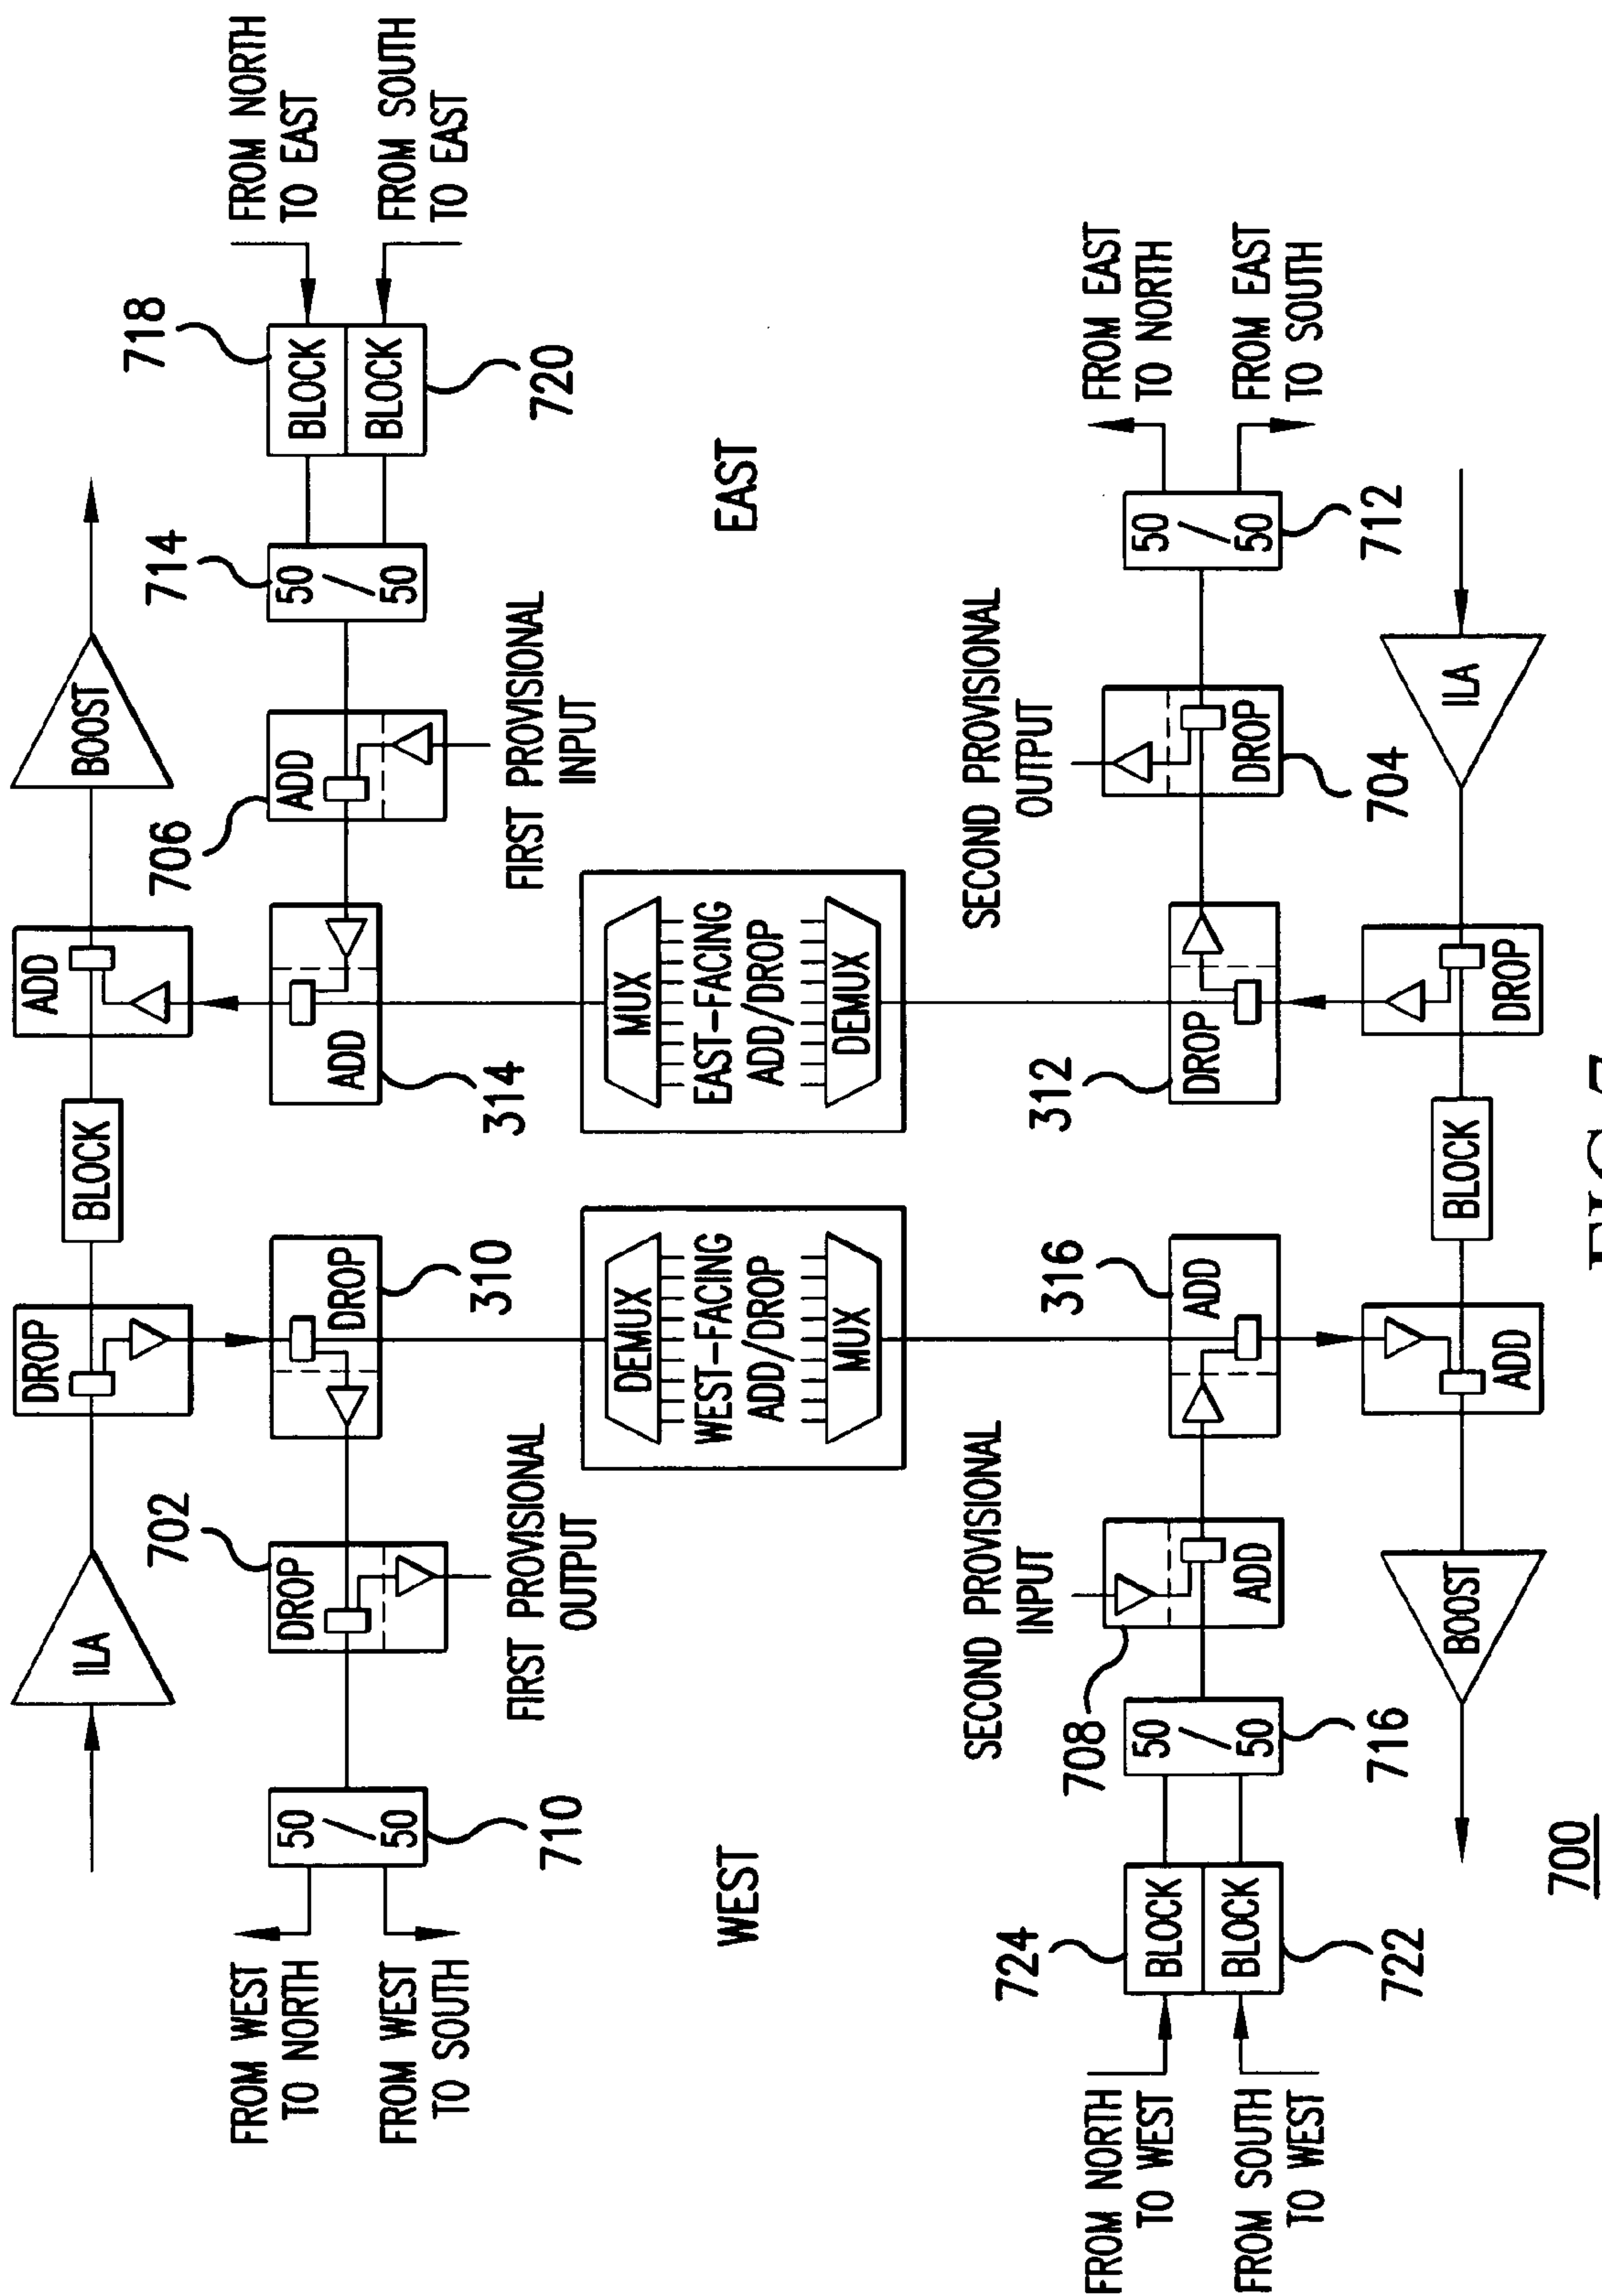 ILA
DROP
BLOCK
ADD
BOOST
FROM WEST
TO NORTH
FROM WEST
TO SOUTH
50
/
50
710
702
DROP
FIRST PROVISIONAL
OUTPUT
DROP
310
ADD
314
706
ADD
FIRST PROVISIONAL
INPUT
714
50
/
50
718
BLOCK
BLOCK
720
FROM NORTH
TO EAST
FROM SOUTH
TO EAST
WEST
DEMUX
WEST-FACING
ADD/DROP
MUX
MUX
EAST-FACING
ADD/DROP
DEMUX
EAST
FROM NORTH
TO WEST
FROM SOUTH
TO WEST
724
BLOCK
BLOCK
722
50
/
50
716
708
SECOND PROVISIONAL
INPUT
ADD
316
ADD
312
DROP
SECOND PROVISIONAL
OUTPUT
DROP
704
50
/
50
712
FROM EAST
TO NORTH
FROM EAST
TO SOUTH
BOOST
ADD
BLOCK
DROP
ILA
700